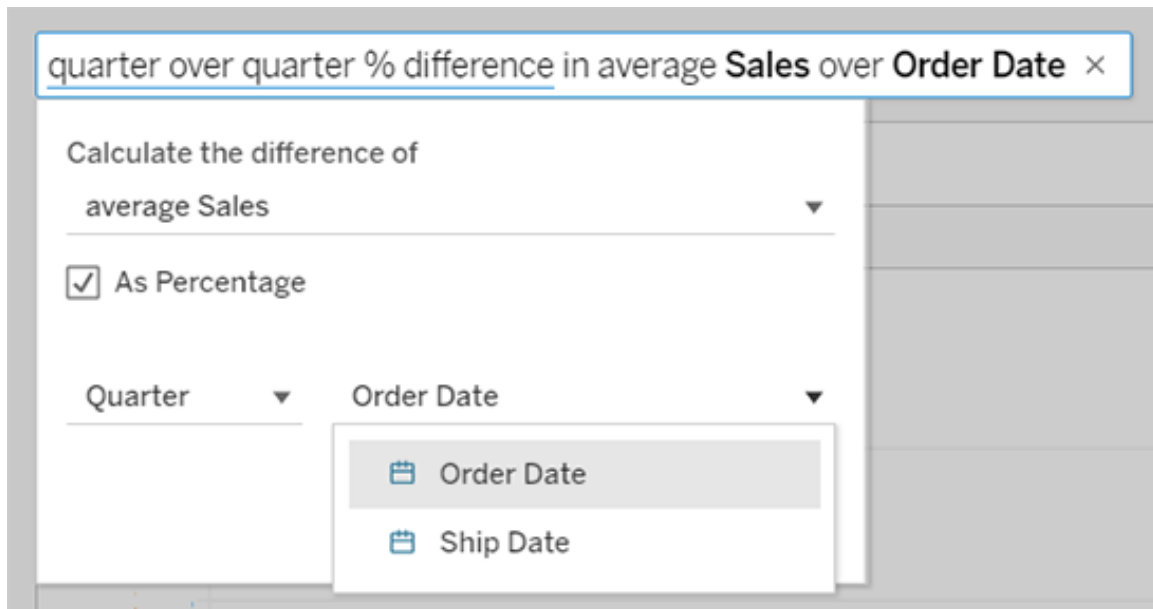 quarter over quarter % difference in average Sales over Order Date ×
Calculate the difference of
average Sales
As Percentage
Quarter Order Date
Order Date
Ship Date